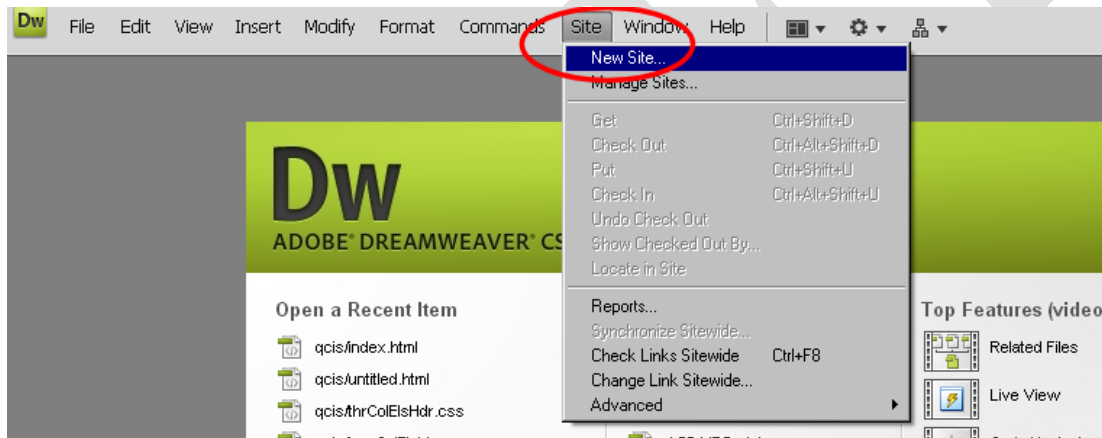 Dw File Edit View Insert Modify Format Commands Site Window Help
New Site...
Manage Sites...
Get Ctrl+Shift+D
Check Out Ctrl+Alt+Shift+D
Put Ctrl+Shift+U
Check In Ctrl+Alt+Shift+U
Undo Check Out
Show Checked Out By...
Locate in Site
Reports...
Synchronize Sitewide...
Check Links Sitewide Ctrl+F8
Change Link Sitewide...
Advanced
Dw
ADOBE® DREAMWEAVER® CS
Open a Recent Item
qcis/index.html
qcis/untitled.html
qcis/thrColElsHdr.css
Top Features (video
Related Files
Live View